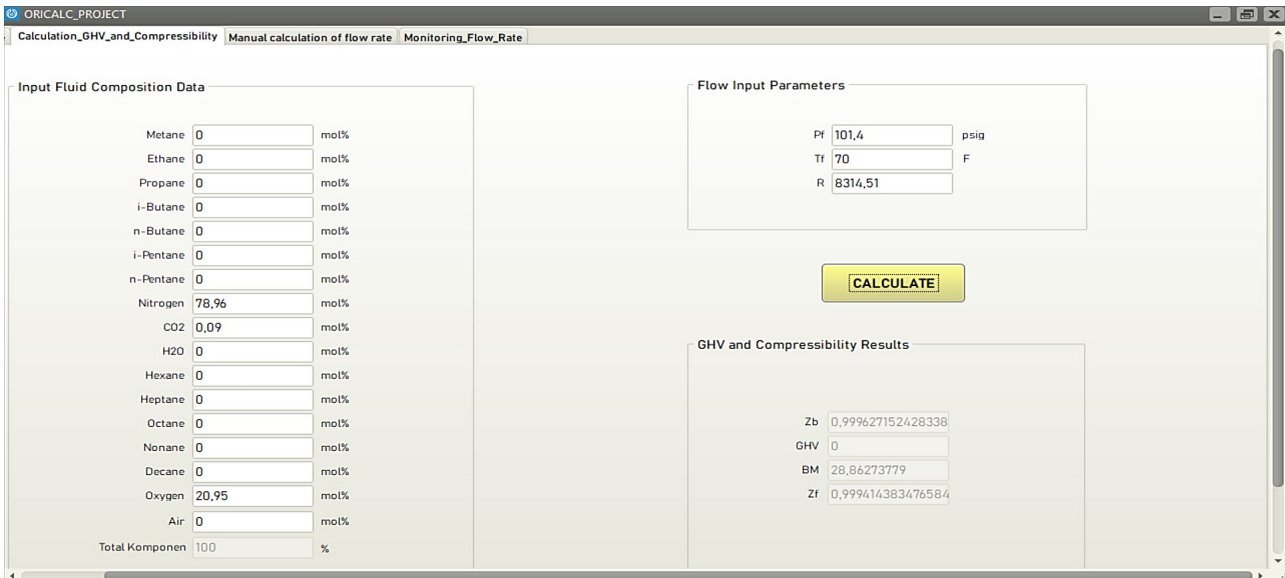 ORICALC_PROJECT
Calculation_GHV_and_Compressibility Manual calculation of flow rate Monitoring_Flow_Rate
Input Fluid Composition Data
Metane 0 mol%
Ethane 0 mol%
Propane 0 mol%
i-Butane 0 mol%
n-Butane 0 mol%
i-Pentane 0 mol%
n-Pentane 0 mol%
Nitrogen 78,96 mol%
CO2 0,09 mol%
H2O 0 mol%
Hexane 0 mol%
Heptane 0 mol%
Octane 0 mol%
Nonane 0 mol%
Decane 0 mol%
Oxygen 20,95 mol%
Air 0 mol%
Total Komponen 100 %
Flow Input Parameters
Pf 101,4 psig
Tf 70 F
R 8314,51
CALCULATE
GHV and Compressibility Results
Zb 0,999627152428338
GHV 0
BM 28,86273779
Zf 0,999414383476584